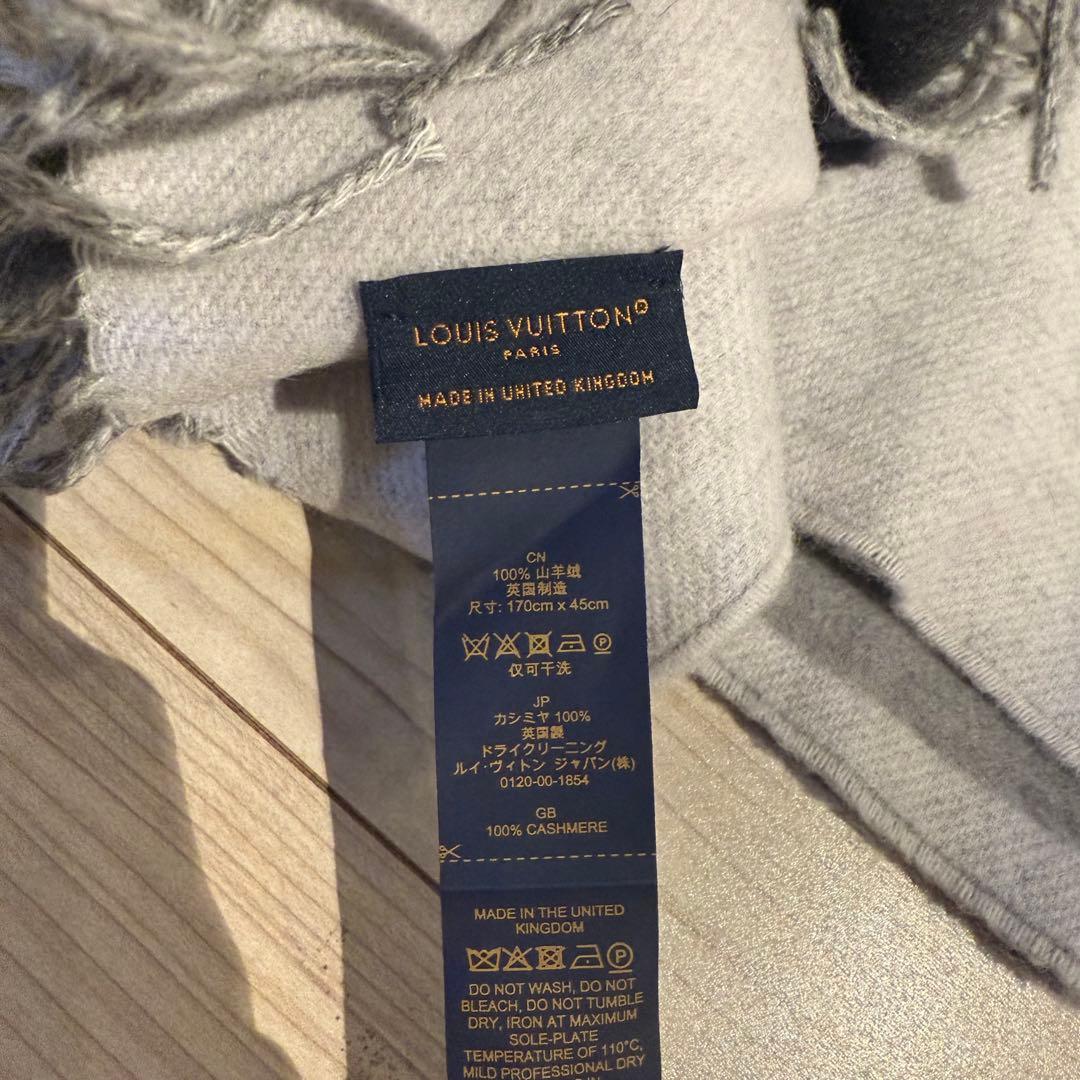 LOUIS VUITTON®
PARIS
MADE IN UNITED KINGDOM
CN
100% 山羊绒
英国制造
尺寸: 170cm x 45cm
P
仅可干洗
JP
カシミヤ 100%
英国製
ドライクリーニング
ルイ・ヴィトン ジャパン(株)
0120-00-1854
GB
100% CASHMERE
MADE IN THE UNITED
KINGDOM
P
DO NOT WASH, DO NOT
BLEACH, DO NOT TUMBLE
DRY, IRON AT MAXIMUM
SOLE-PLATE
TEMPERATURE OF 110°C,
MILD PROFESSIONAL DRY